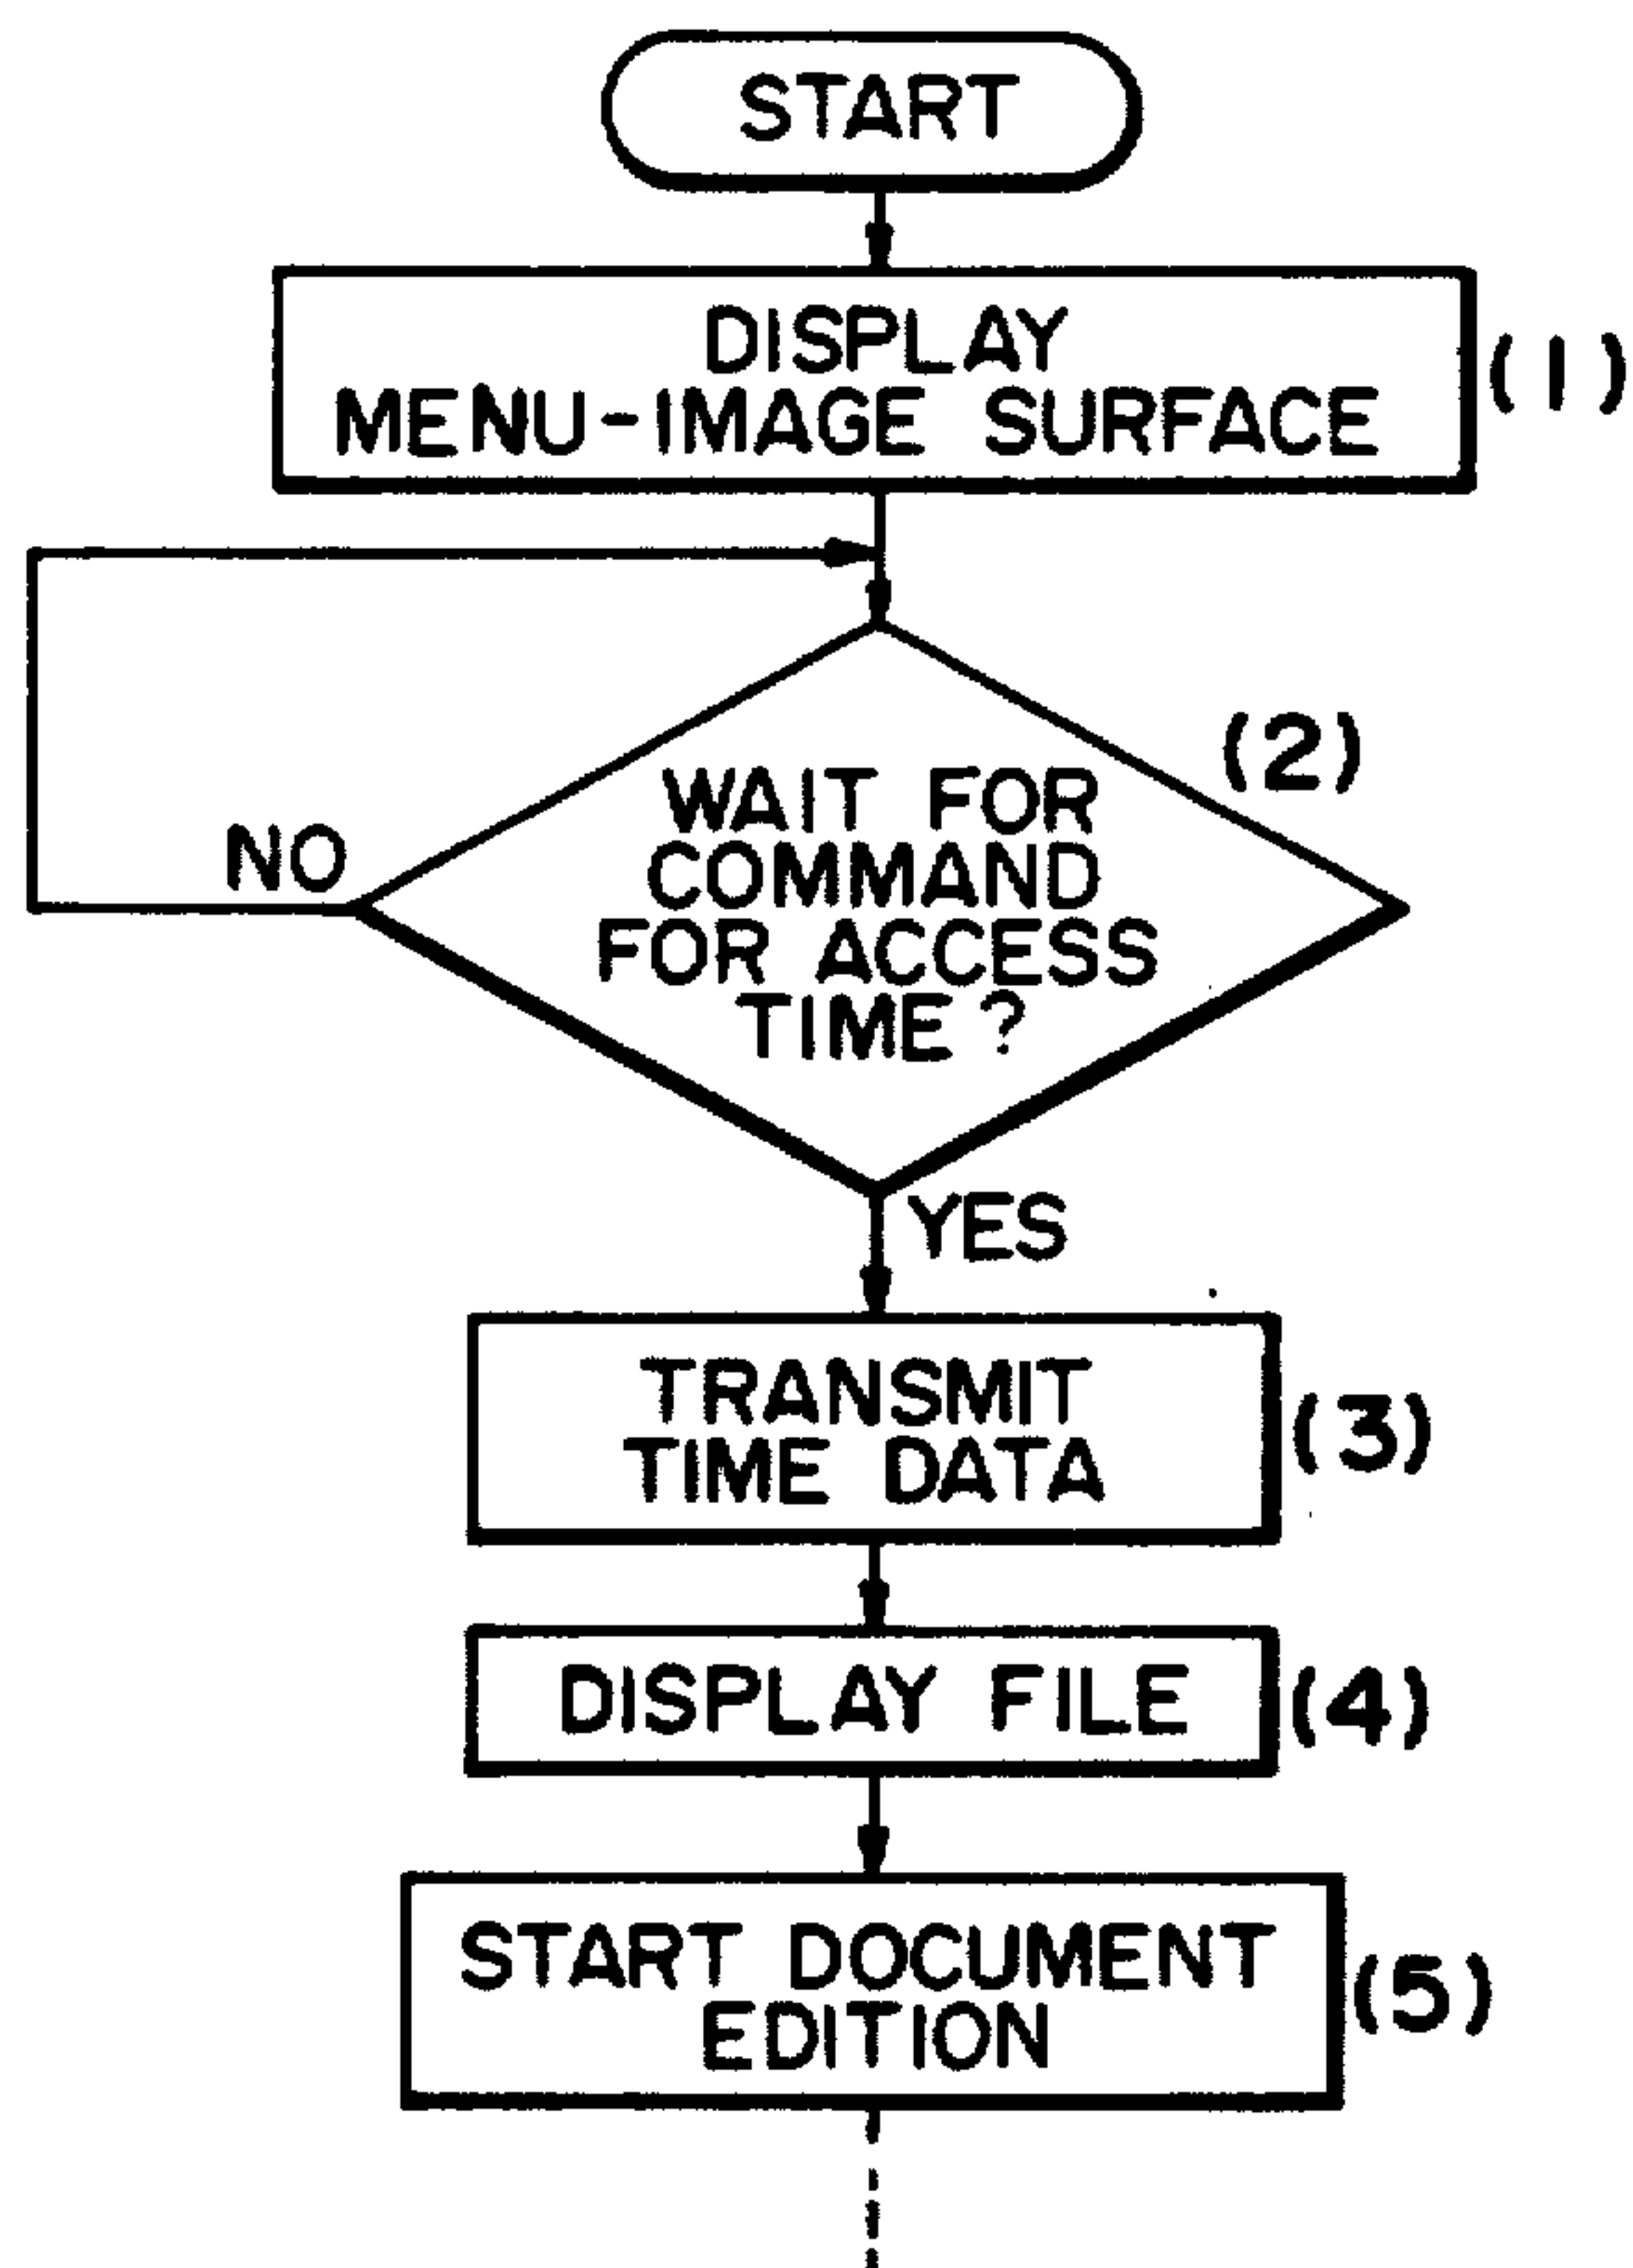 START
DISPLAY
MENU-IMAGE SURFACE
(1)
(2)
WAIT FOR
COMMAND
FOR ACCESS
TIME?
NO
YES
TRANSMIT
TIME DATA
(3)
DISPLAY FILE
(4)
START DOCUMENT
EDITION
(5)